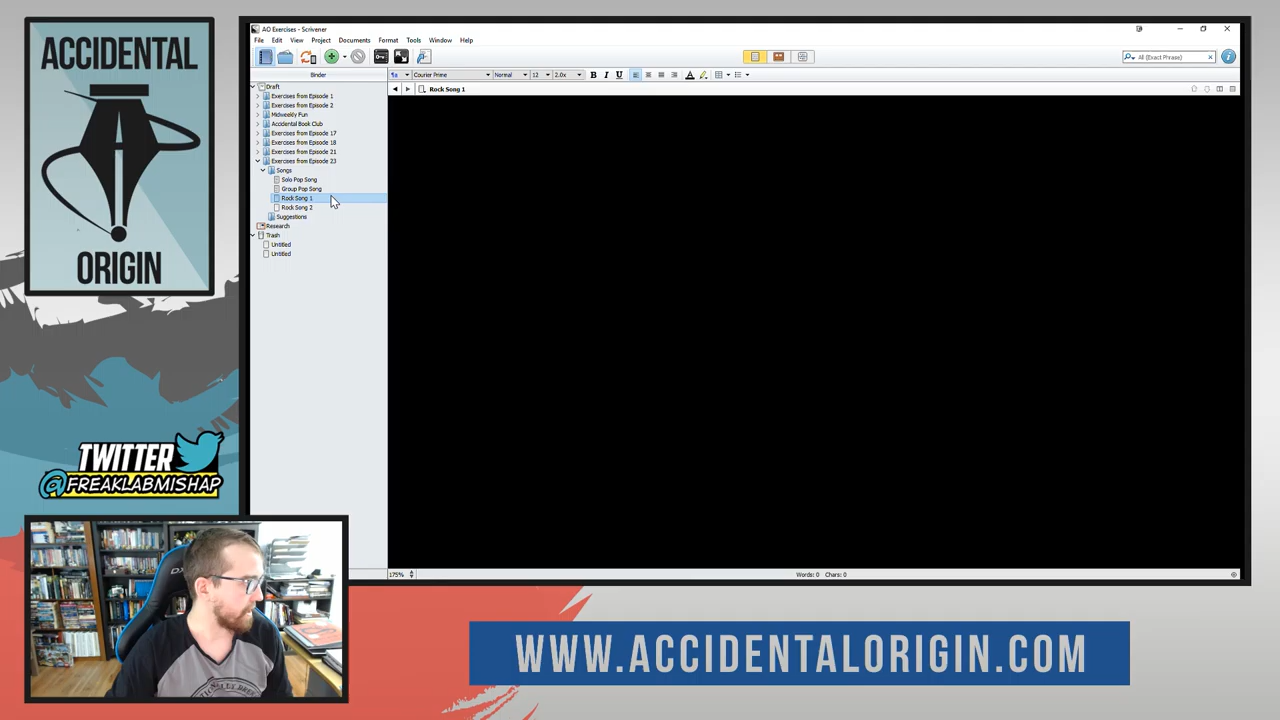 ACCIDENTAL
ORIGIN
TWITTER
@FREAKLABMISHAP
AO Exercises - Scrivener
File Edit View Project Documents Format Tools Window Help
All (Exact Phrase)
Binder
Courier Prime Normal 12 2.0x B I U A
Rock Song 1
Draft
Exercises from Episode 1
Exercises from Episode 2
Midweekly Fun
Accidental Book Club
Exercises from Episode 17
Exercises from Episode 18
Exercises from Episode 21
Exercises from Episode 23
Songs
Solo Pop Song
Group Pop Song
Rock Song 1
Rock Song 2
Suggestions
Research
Trash
Untitled
Untitled
175%
Words: 0 Chars: 0
WWW.ACCIDENTALORIGIN.COM